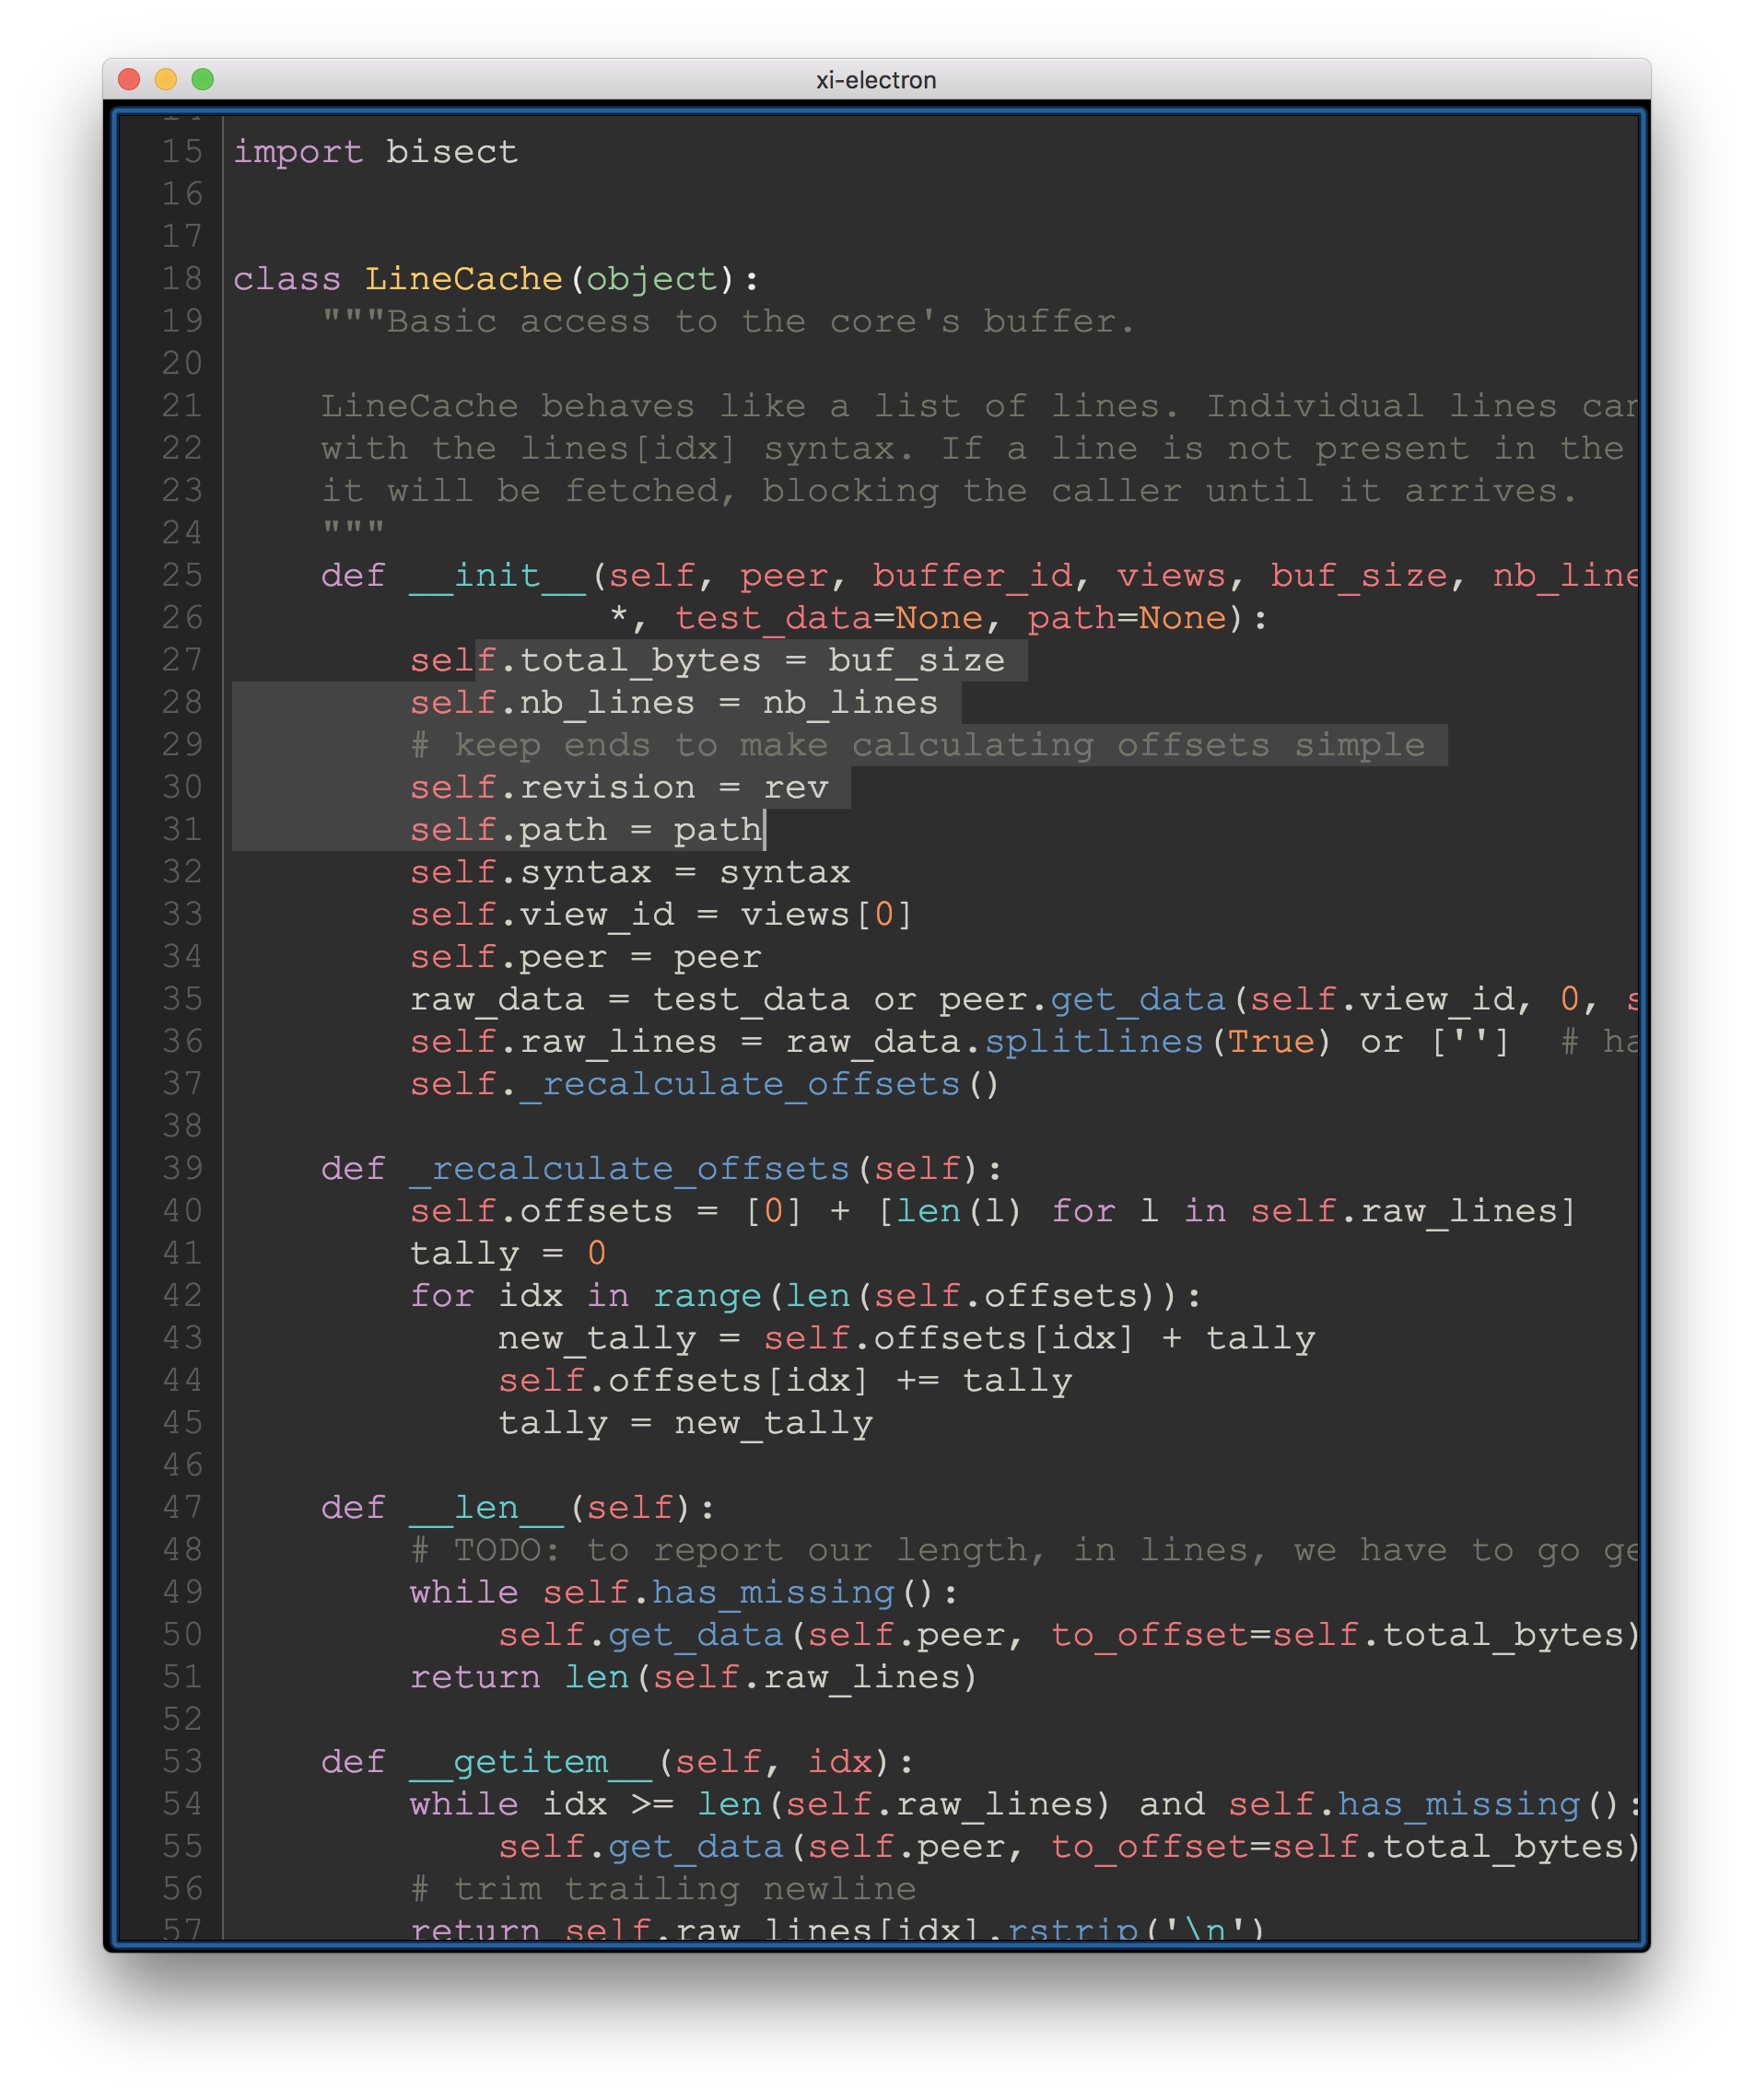 xi-electron
15 import bisect
16
17
18 class LineCache(object):
19     """Basic access to the core's buffer.
20
21     LineCache behaves like a list of lines. Individual lines can
22     with the lines[idx] syntax. If a line is not present in the
23     it will be fetched, blocking the caller until it arrives.
24     """
25     def __init__(self, peer, buffer_id, views, buf_size, nb_line
26                  *, test_data=None, path=None):
27         self.total_bytes = buf_size
28         self.nb_lines = nb_lines
29         # keep ends to make calculating offsets simple
30         self.revision = rev
31         self.path = path
32         self.syntax = syntax
33         self.view_id = views[0]
34         self.peer = peer
35         raw_data = test_data or peer.get_data(self.view_id, 0, s
36         self.raw_lines = raw_data.splitlines(True) or ['']  # ha
37         self._recalculate_offsets()
38
39     def _recalculate_offsets(self):
40         self.offsets = [0] + [len(l) for l in self.raw_lines]
41         tally = 0
42         for idx in range(len(self.offsets)):
43             new_tally = self.offsets[idx] + tally
44             self.offsets[idx] += tally
45             tally = new_tally
46
47     def __len__(self):
48         # TODO: to report our length, in lines, we have to go ge
49         while self.has_missing():
50             self.get_data(self.peer, to_offset=self.total_bytes)
51         return len(self.raw_lines)
52
53     def __getitem__(self, idx):
54         while idx >= len(self.raw_lines) and self.has_missing():
55             self.get_data(self.peer, to_offset=self.total_bytes)
56         # trim trailing newline
57         return self.raw_lines[idx].rstrip('\n')